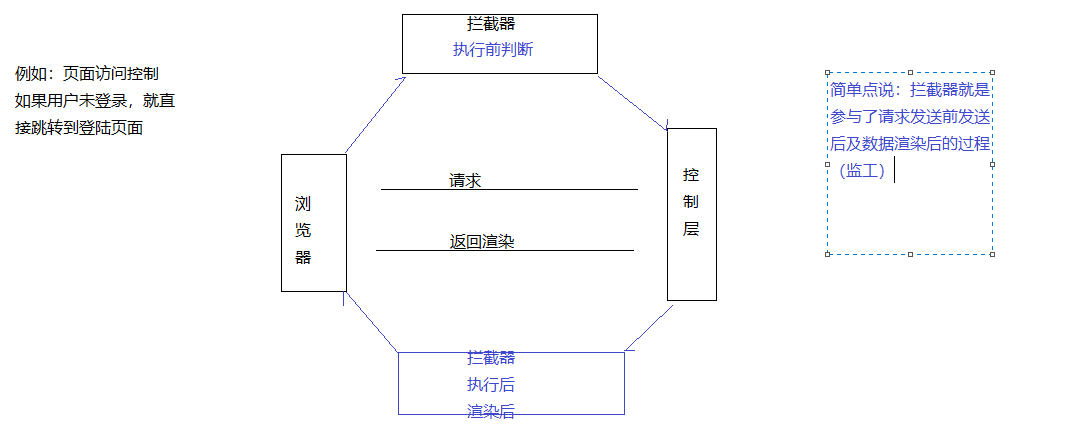 拦截器
执行前判断
例如：页面访问控制
如果用户未登录，就直
接跳转到登陆页面
简单点说：拦截器就是
参与了请求发送前发送
后及数据渲染后的过程
（监工）
浏
览
器
请求
返回渲染
控
制
层
拦截器
执行后
渲染后